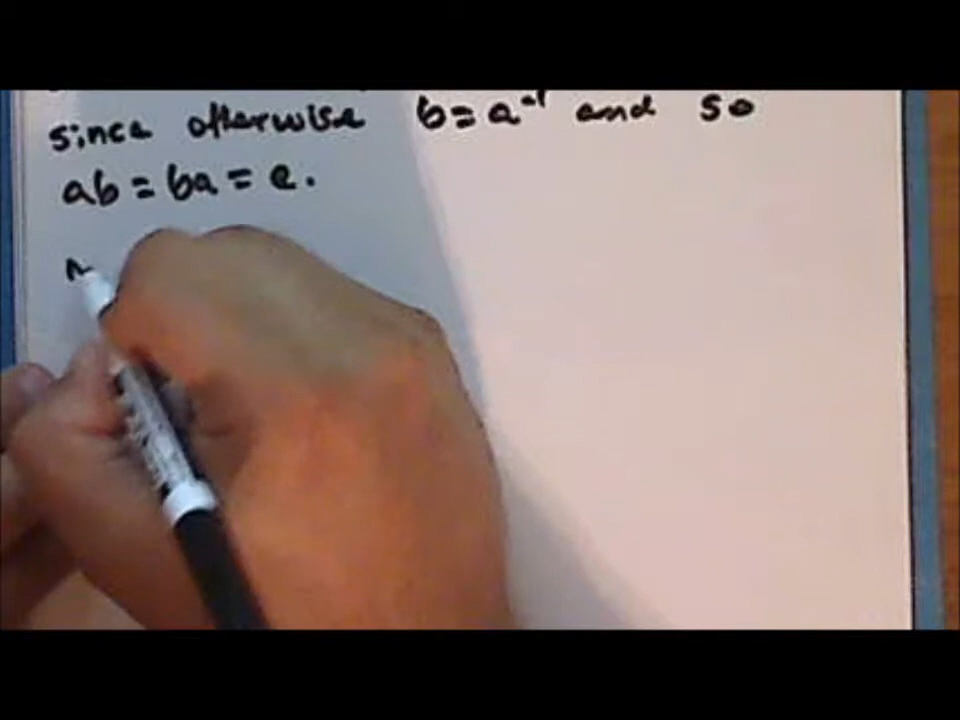 since otherwise b = a⁻¹ and so
ab = ba = e.